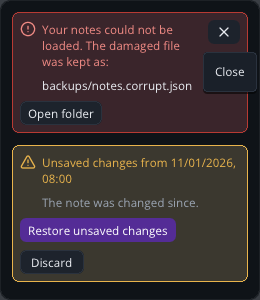 Your notes could not be
loaded. The damaged file
was kept as:
backups/notes.corrupt.json
Close
Open folder
Unsaved changes from 11/01/2026,
08:00
The note was changed since.
Restore unsaved changes
Discard